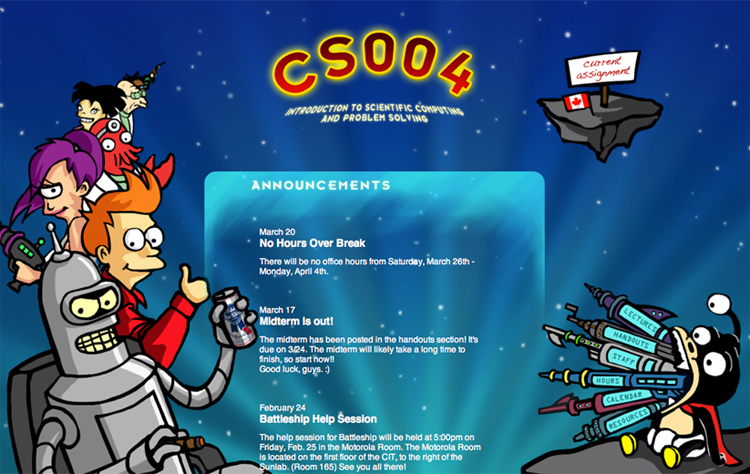 CS004
INTRODUCTION TO SCIENTIFIC COMPUTING
AND PROBLEM SOLVING
current
assignment
ANNOUNCEMENTS
March 20
No Hours Over Break
There will be no office hours from Saturday, March 26th -
Monday, April 4th.
March 17
Midterm is out!
The midterm has been posted in the handouts section! It's
due on 3/24. The midterm will likely take a long time to
finish, so start now!!
Good luck, guys. :)
February 24
Battleship Help Session
The help session for Battleship will be held at 5:00pm on
Friday, Feb. 25 in the Motorola Room. The Motorola Room
is located on the first floor of the CIT, to the right of the
Sunlab. (Room 165) See you all there!
LECTURES
HANDOUTS
STAFF
HOURS
CALENDAR
RESOURCES